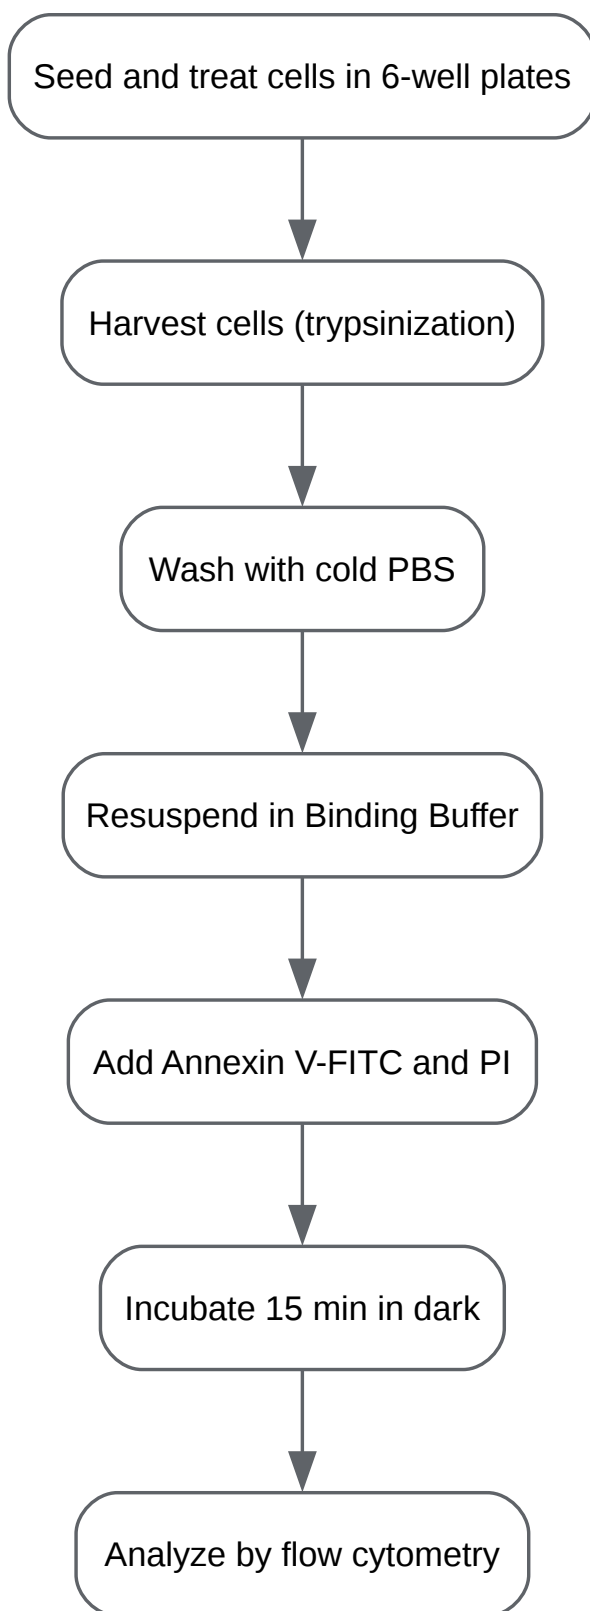 Seed and treat cells in 6-well plates
Harvest cells (trypsinization)
Wash with cold PBS
Resuspend in Binding Buffer
Add Annexin V-FITC and PI
Incubate 15 min in dark
Analyze by flow cytometry